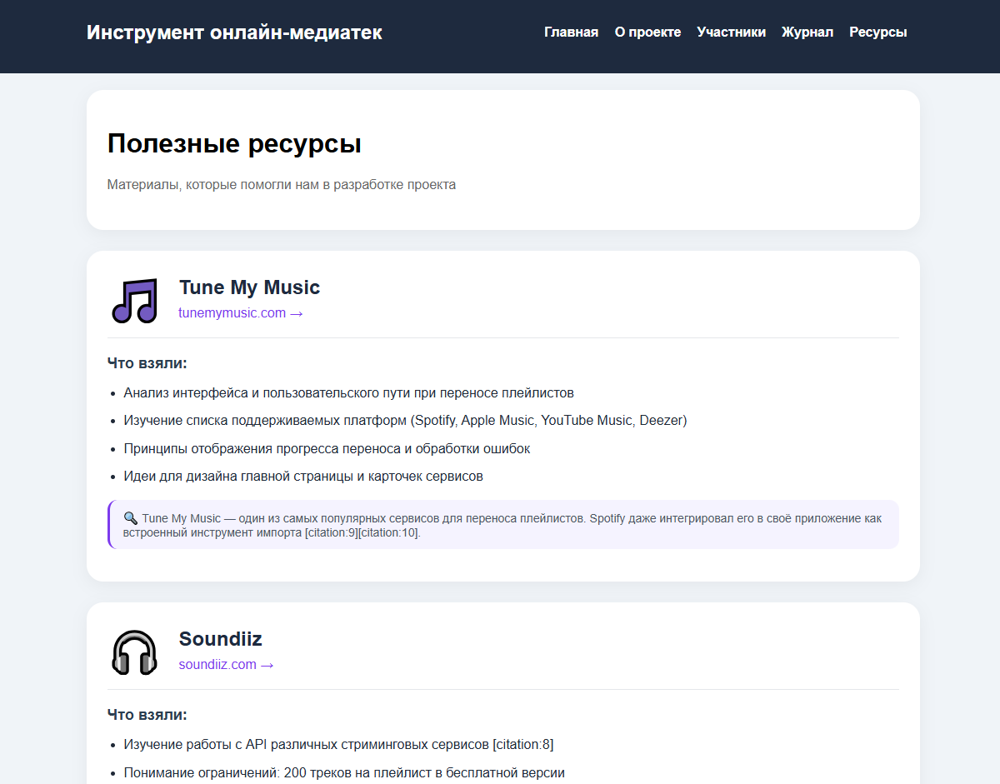 Инструмент онлайн-медиатек
Главная О проекте Участники Журнал Ресурсы
Полезные ресурсы
Материалы, которые помогли нам в разработке проекта
Tune My Music
tunemymusic.com →
Что взяли:
• Анализ интерфейса и пользовательского пути при переносе плейлистов
• Изучение списка поддерживаемых платформ (Spotify, Apple Music, YouTube Music, Deezer)
• Принципы отображения прогресса переноса и обработки ошибок
• Идеи для дизайна главной страницы и карточек сервисов
🔍 Tune My Music — один из самых популярных сервисов для переноса плейлистов. Spotify даже интегрировал его в своё приложение как
встроенный инструмент импорта [citation:9][citation:10].
Soundiiz
soundiiz.com →
Что взяли:
• Изучение работы с API различных стриминговых сервисов [citation:8]
• Понимание ограничений: 200 треков на плейлист в бесплатной версии